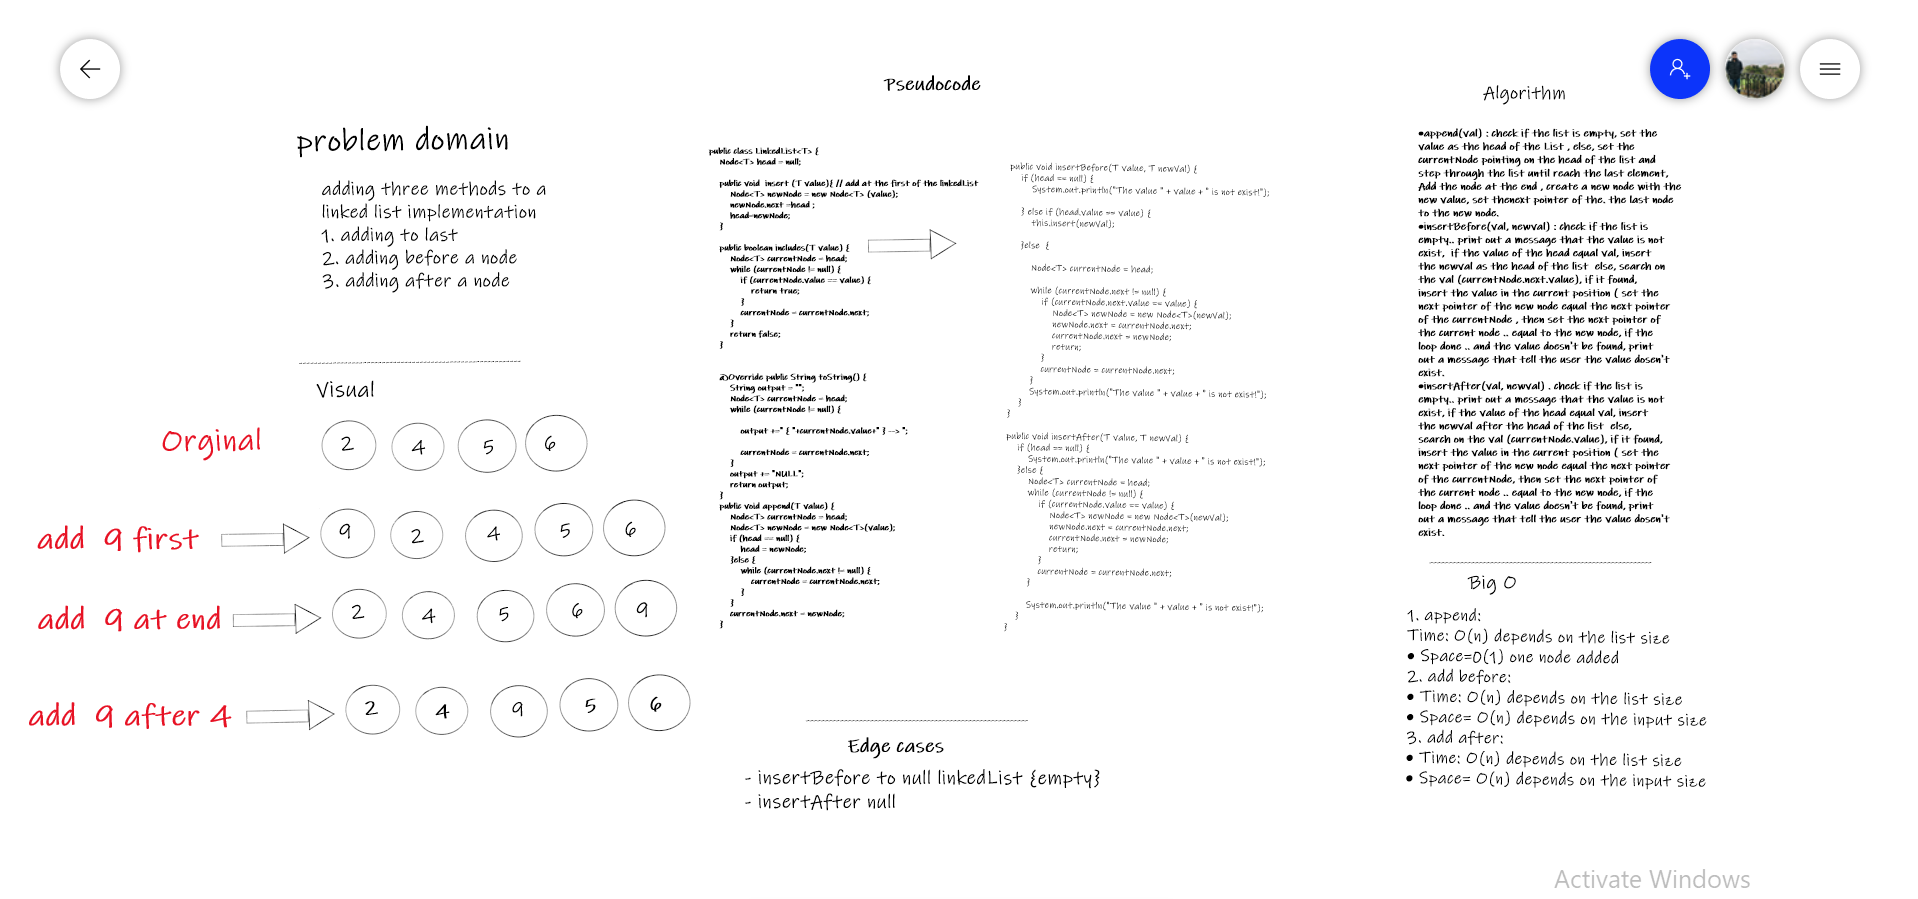 problem domain
adding three methods to a
linked list implementation
1. adding to last
2. adding before a node
3. adding after a node
Visual
Orginal
2 4 5 6
add 9 first
9 2 4 5 6
add 9 at end
2 4 5 6 9
add 9 after 4
2 4 9 5 6
Pseudocode
public class LinkedList<T> {
Node<T> head = null;
public void insert (T value){ // add at the first of the linkedList
Node<T> newNode = new Node<T> (value);
newNode.next =head ;
head=newNode;
}
public boolean includes(T value) {
Node<T> currentNode = head;
while (currentNode != null) {
if (currentNode.value == value) {
return true;
}
currentNode = currentNode.next;
}
return false;
}
@Override public String toString() {
String output = "";
Node<T> currentNode = head;
while (currentNode != null) {
output +=" { "+currentNode.value+" } --> ";
currentNode = currentNode.next;
}
output += "NULL";
return output;
}
public void append(T value) {
Node<T> currentNode = head;
Node<T> newNode = new Node<T>(value);
if (head == null) {
head = newNode;
}else {
while (currentNode.next != null) {
currentNode = currentNode.next;
}
}
currentNode.next = newNode;
}
public void insertBefore(T value, T newVal) {
if (head == null) {
System.out.println("The value " + value + " is not exist!");
} else if (head.value == value) {
this.insert(newVal);
}else {
Node<T> currentNode = head;
while (currentNode.next != null) {
if (currentNode.next.value == value) {
Node<T> newNode = new Node<T>(newVal);
newNode.next = currentNode.next;
currentNode.next = newNode;
return;
}
currentNode = currentNode.next;
}
System.out.println("The value " + value + " is not exist!");
}
}
public void insertAfter(T value, T newVal) {
if (head == null) {
System.out.println("The value " + value + " is not exist!");
}else {
Node<T> currentNode = head;
while (currentNode != null) {
if (currentNode.value == value) {
Node<T> newNode = new Node<T>(newVal);
newNode.next = currentNode.next;
currentNode.next = newNode;
return;
}
currentNode = currentNode.next;
}
System.out.println("The value " + value + " is not exist!");
}
}
Edge cases
- insertBefore to null linkedList {empty}
- insertAfter null
Algorithm
•append(val) : check if the list is empty, set the
value as the head of the List , else, set the
currentNode pointing on the head of the list and
step through the list until reach the last element,
Add the node at the end , create a new node with the
new value, set thenext pointer of the. the last node
to the new node.
•insertBefore(val, newval) : check if the list is
empty.. print out a message that the value is not
exist, if the value of the head equal val, insert
the newval as the head of the list else, search on
the val (currentNode.next.value), if it found,
insert the value in the current position ( set the
next pointer of the new node equal the next pointer
of the currentNode , then set the next pointer of
the current node .. equal to the new node, if the
loop done .. and the value doesn't be found, print
out a message that tell the user the value dosen't
exist.
•insertAfter(val, newval) . check if the list is
empty.. print out a message that the value is not
exist, if the value of the head equal val, insert
the newval after the head of the list else,
search on the val (currentNode.value), if it found,
insert the value in the current position ( set the
next pointer of the new node equal the next pointer
of the currentNode, then set the next pointer of
the current node .. equal to the new node, if the
loop done .. and the value doesn't be found, print
out a message that tell the user the value dosen't
exist.
Big O
1. append:
Time: O(n) depends on the list size
• Space=O(1) one node added
2. add before:
• Time: O(n) depends on the list size
• Space= O(n) depends on the input size
3. add after:
• Time: O(n) depends on the list size
• Space= O(n) depends on the input size
Activate Windows